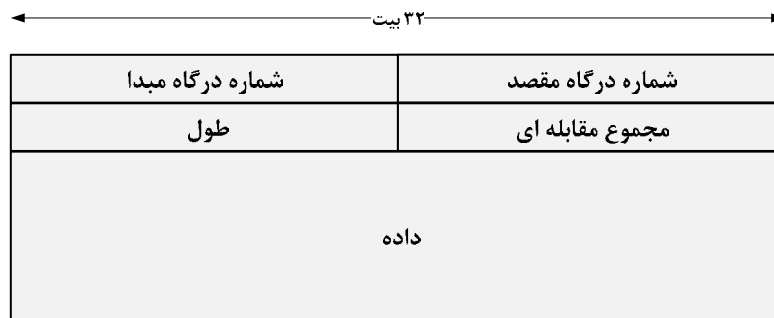 ۳۲ بیت
شماره درگاه مقصد
شماره درگاه مبدا
مجموع مقابله ای
طول
داده